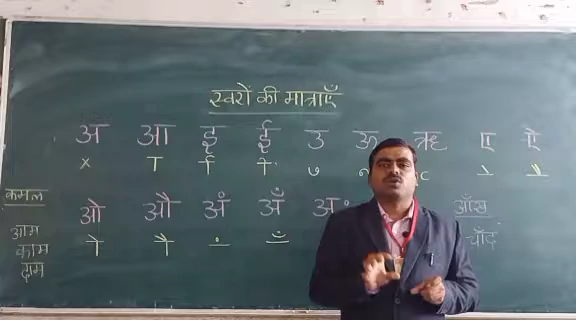 स्वरों की मात्राएँ
अ आ इ ई उ ऊ ऋ ए ऐ
x ा ि ी ु ू ृ े ै
कमल ओ औ अं अँ अः आँख
आम ो ौ ं ँ चाँद
काम
दाम